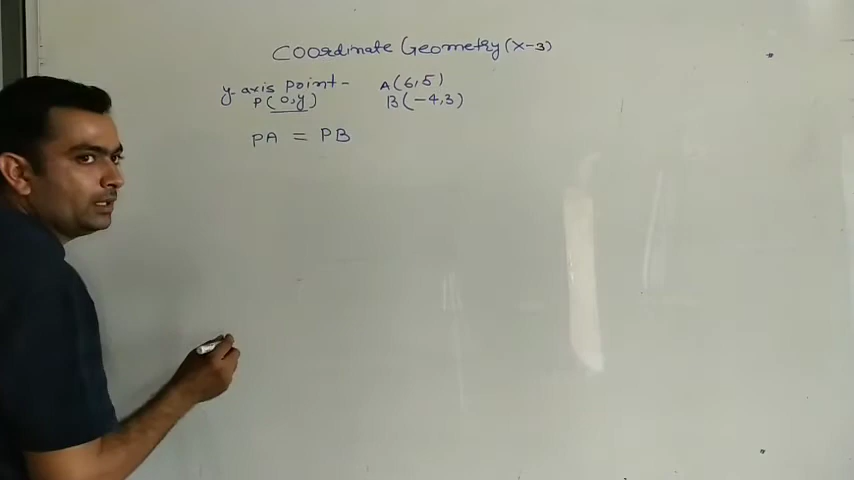 Coordinate Geometry (X-3)
y-axis point- A(6,5)
P(0,y) B(-4,3)
PA = PB